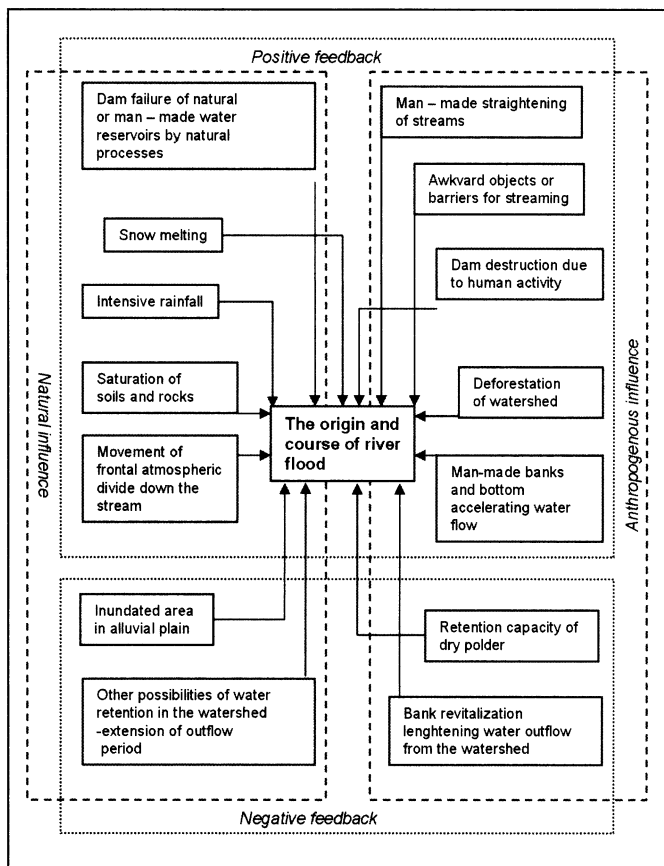 Positive feedback
Dam failure of natural
or man – made water
reservoirs by natural
processes
Man – made straightening
of streams
Awkvard objects or
barriers for streaming
Snow melting
Dam destruction due
to human activity
Intensive rainfall
Natural influence
Anthropogenous influence
Saturation of
soils and rocks
Deforestation
of watershed
The origin and
course of river
flood
Movement of
frontal atmospheric
divide down the
stream
Man-made banks
and bottom
accelerating water
flow
Inundated area
in alluvial plain
Retention capacity of
dry polder
Other possibilities of water
retention in the watershed
-extension of outflow
period
Bank revitalization
lenghtening water outflow
from the watershed
Negative feedback